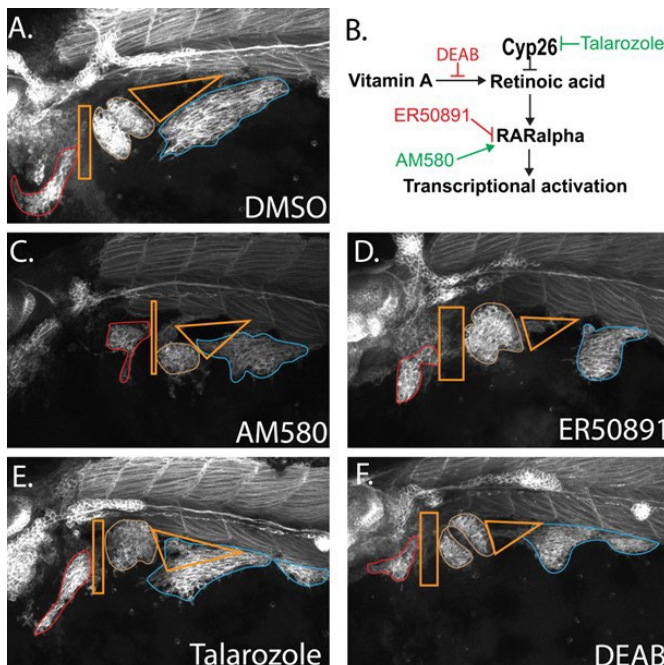 A.
DMSO
B.
Cyp26
Talarozole
DEAB
Vitamin A
Retinoic acid
ER50891
RARalpha
AM580
Transcriptional activation
C.
AM580
D.
ER50891
E.
Talarozole
F.
DEAB